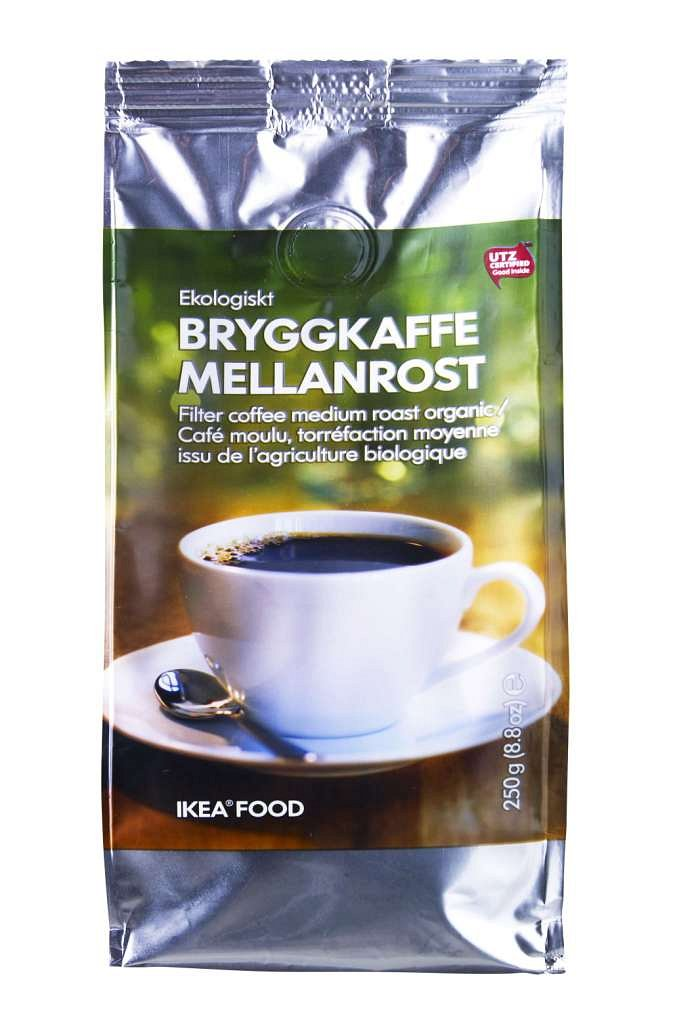 UTZ
CERTIFIED
Good inside
Ekologiskt
BRYGGKAFFE
MELLANROST
Filter coffee medium roast organic/
Café moulu, torréfaction moyenne
issu de l'agriculture biologique
250 g (8.8oz) ℮
IKEA® FOOD